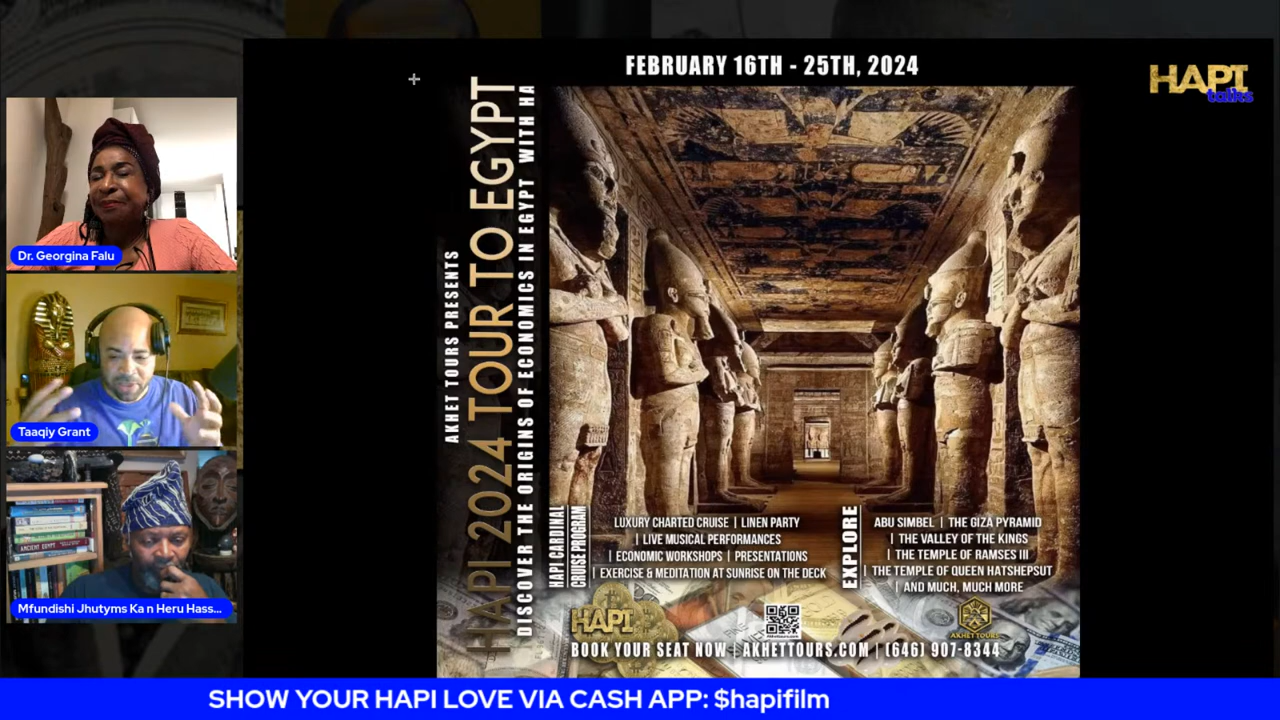 FEBRUARY 16TH - 25TH, 2024
HAPI
talks
AKHET TOURS PRESENTS
HAPI 2024 TOUR TO EGYPT
DISCOVER THE ORIGINS OF ECONOMICS IN EGYPT WITH HA
Dr. Georgina Falu
Taaqiy Grant
ANCIENT EGYPT
Mfundishi Jhutyms Ka n Heru Hass...
HAPI CARDINAL
CRUISE PROGRAM
LUXURY CHARTED CRUISE | LINEN PARTY
| LIVE MUSICAL PERFORMANCES
| ECONOMIC WORKSHOPS | PRESENTATIONS
| EXERCISE & MEDITATION AT SUNRISE ON THE DECK
EXPLORE
ABU SIMBEL | THE GIZA PYRAMID
| THE VALLEY OF THE KINGS
| THE TEMPLE OF RAMSES III
| THE TEMPLE OF QUEEN HATSHEPSUT
| AND MUCH, MUCH MORE
HAPI
AKHET TOURS
BOOK YOUR SEAT NOW | AKHETTOURS.COM | (646) 907-8344
SHOW YOUR HAPI LOVE VIA CASH APP: $hapifilm